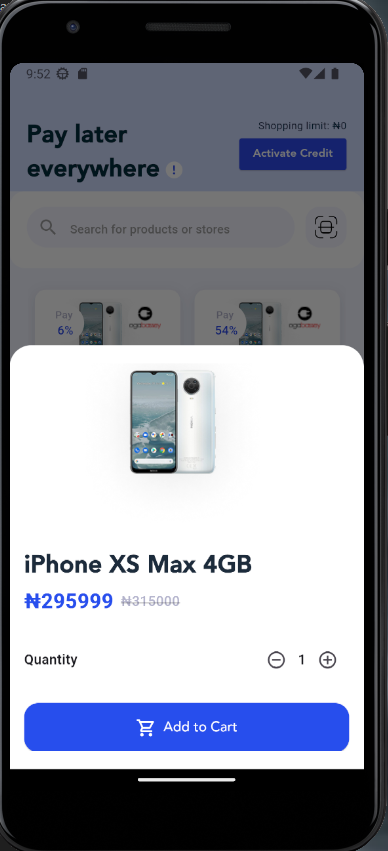 9:52
Pay later
everywhere !
Shopping limit: ₦0
Activate Credit
Search for products or stores
Pay
6%
Pay
54%
iPhone XS Max 4GB
₦295999 ₦315000
Quantity
1
Add to Cart